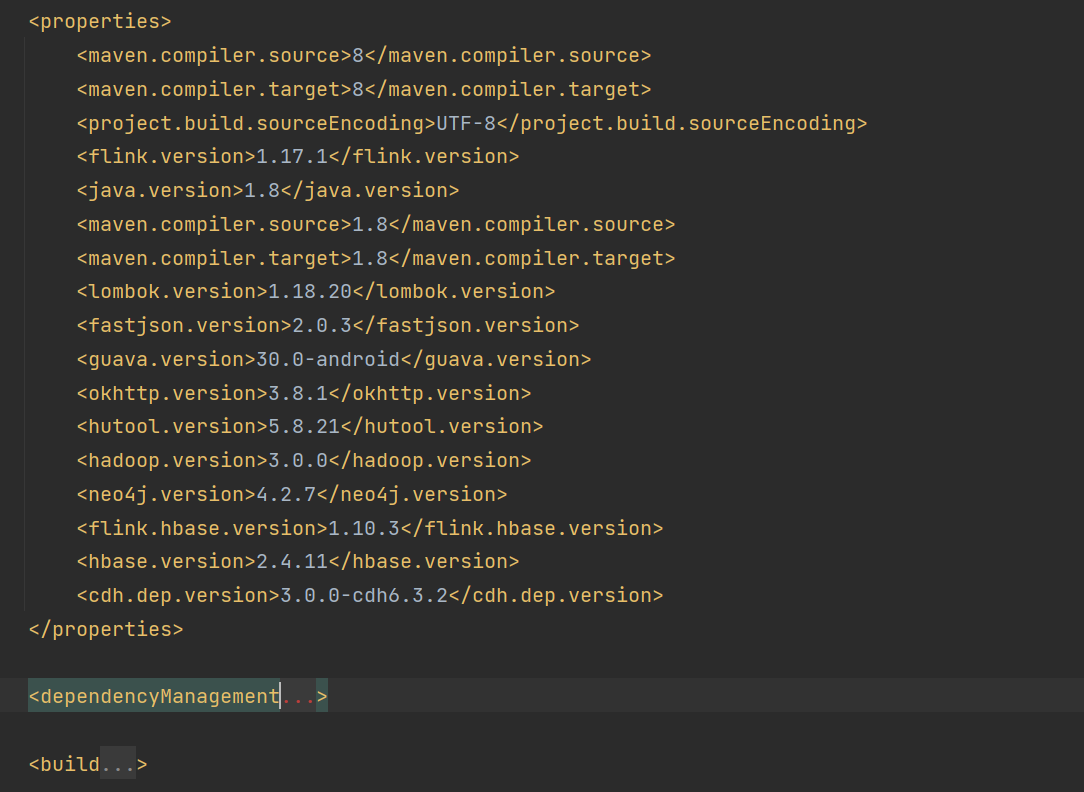 <properties>
<maven.compiler.source>8</maven.compiler.source>
<maven.compiler.target>8</maven.compiler.target>
<project.build.sourceEncoding>UTF-8</project.build.sourceEncoding>
<flink.version>1.17.1</flink.version>
<java.version>1.8</java.version>
<maven.compiler.source>1.8</maven.compiler.source>
<maven.compiler.target>1.8</maven.compiler.target>
<lombok.version>1.18.20</lombok.version>
<fastjson.version>2.0.3</fastjson.version>
<guava.version>30.0-android</guava.version>
<okhttp.version>3.8.1</okhttp.version>
<hutool.version>5.8.21</hutool.version>
<hadoop.version>3.0.0</hadoop.version>
<neo4j.version>4.2.7</neo4j.version>
<flink.hbase.version>1.10.3</flink.hbase.version>
<hbase.version>2.4.11</hbase.version>
<cdh.dep.version>3.0.0-cdh6.3.2</cdh.dep.version>
</properties>
<dependencyManagement...>
<build...>